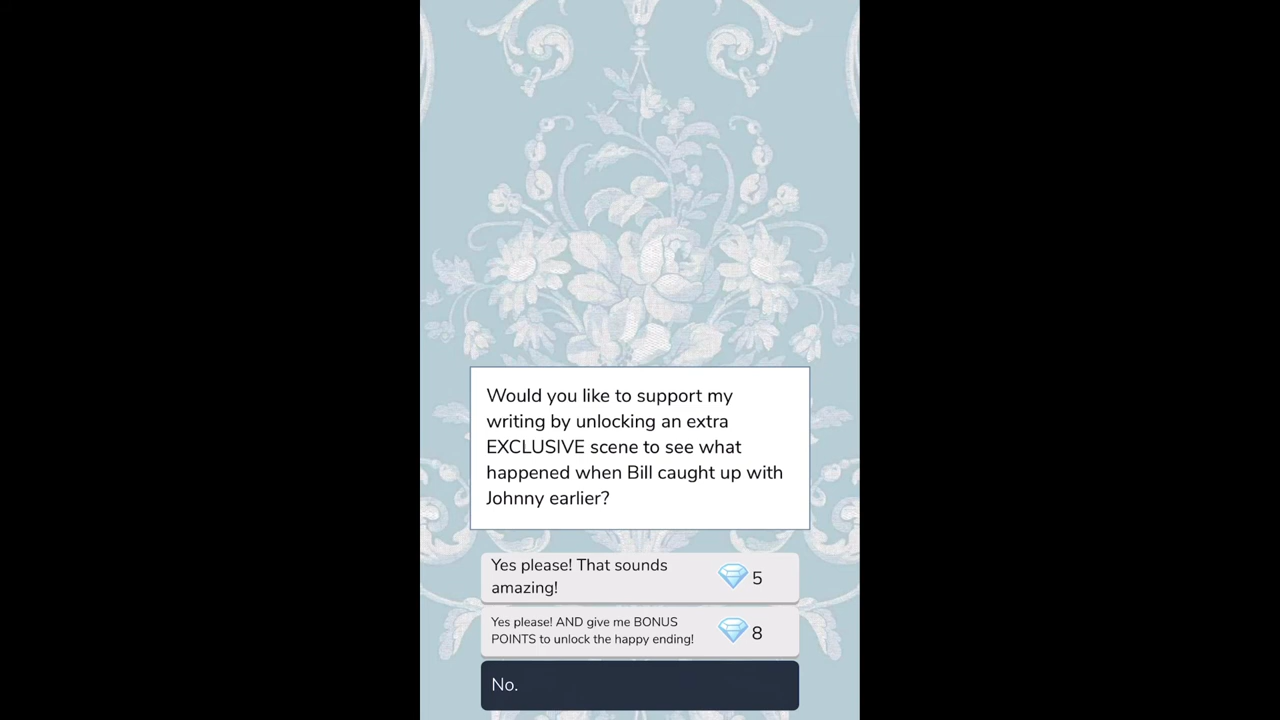 Would you like to support my
writing by unlocking an extra
EXCLUSIVE scene to see what
happened when Bill caught up with
Johnny earlier?
Yes please! That sounds
amazing!
5
Yes please! AND give me BONUS
POINTS to unlock the happy ending!
8
No.